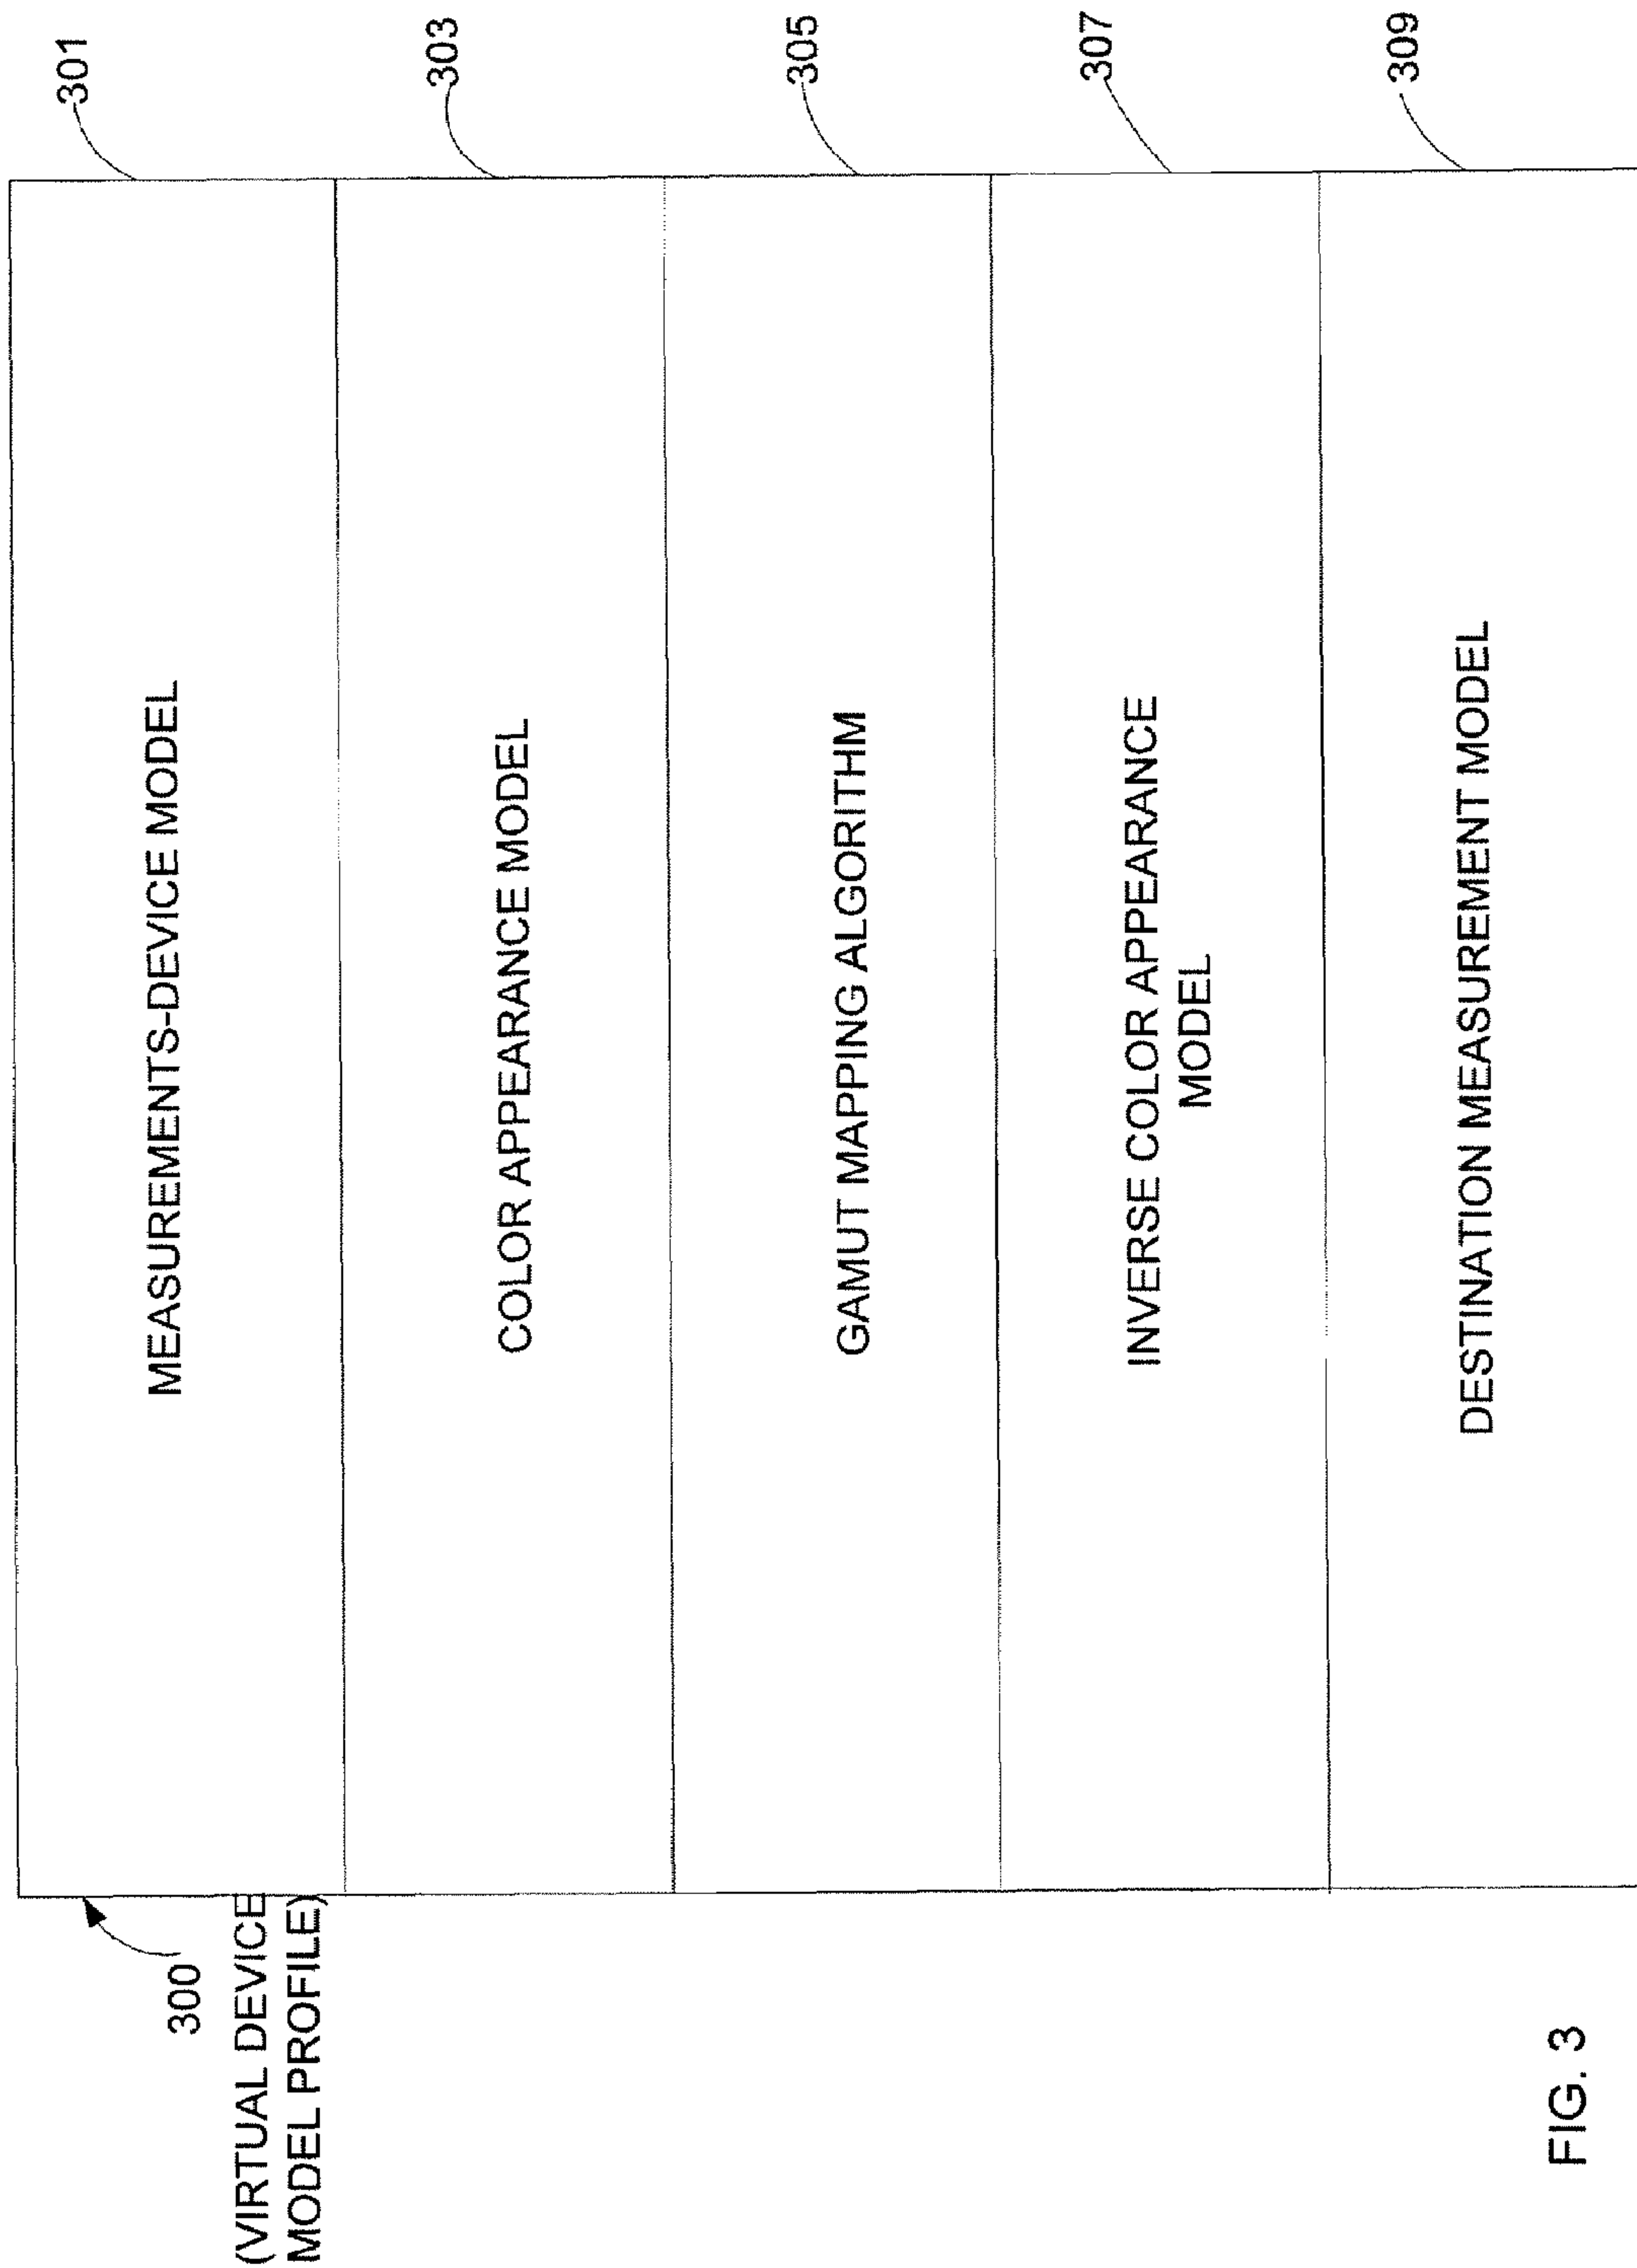 300
(VIRTUAL DEVICE
MODEL PROFILE)
MEASUREMENTS-DEVICE MODEL
301
COLOR APPEARANCE MODEL
303
GAMUT MAPPING ALGORITHM
305
INVERSE COLOR APPEARANCE
MODEL
307
DESTINATION MEASUREMENT MODEL
309
FIG. 3